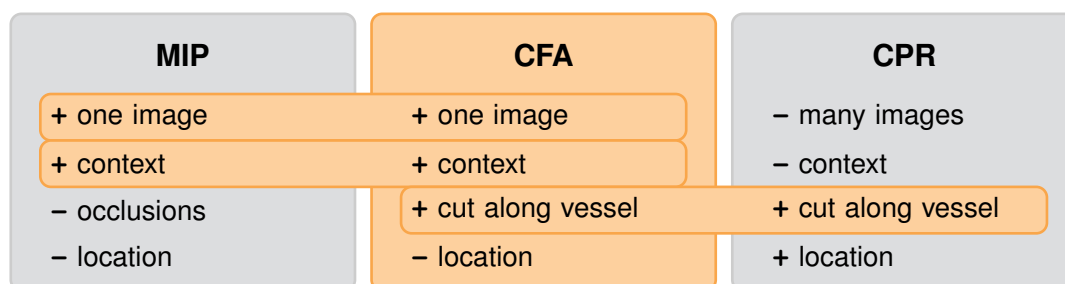 MIP
+ one image
+ context
– occlusions
– location
CFA
+ one image
+ context
+ cut along vessel
– location
CPR
– many images
– context
+ cut along vessel
+ location